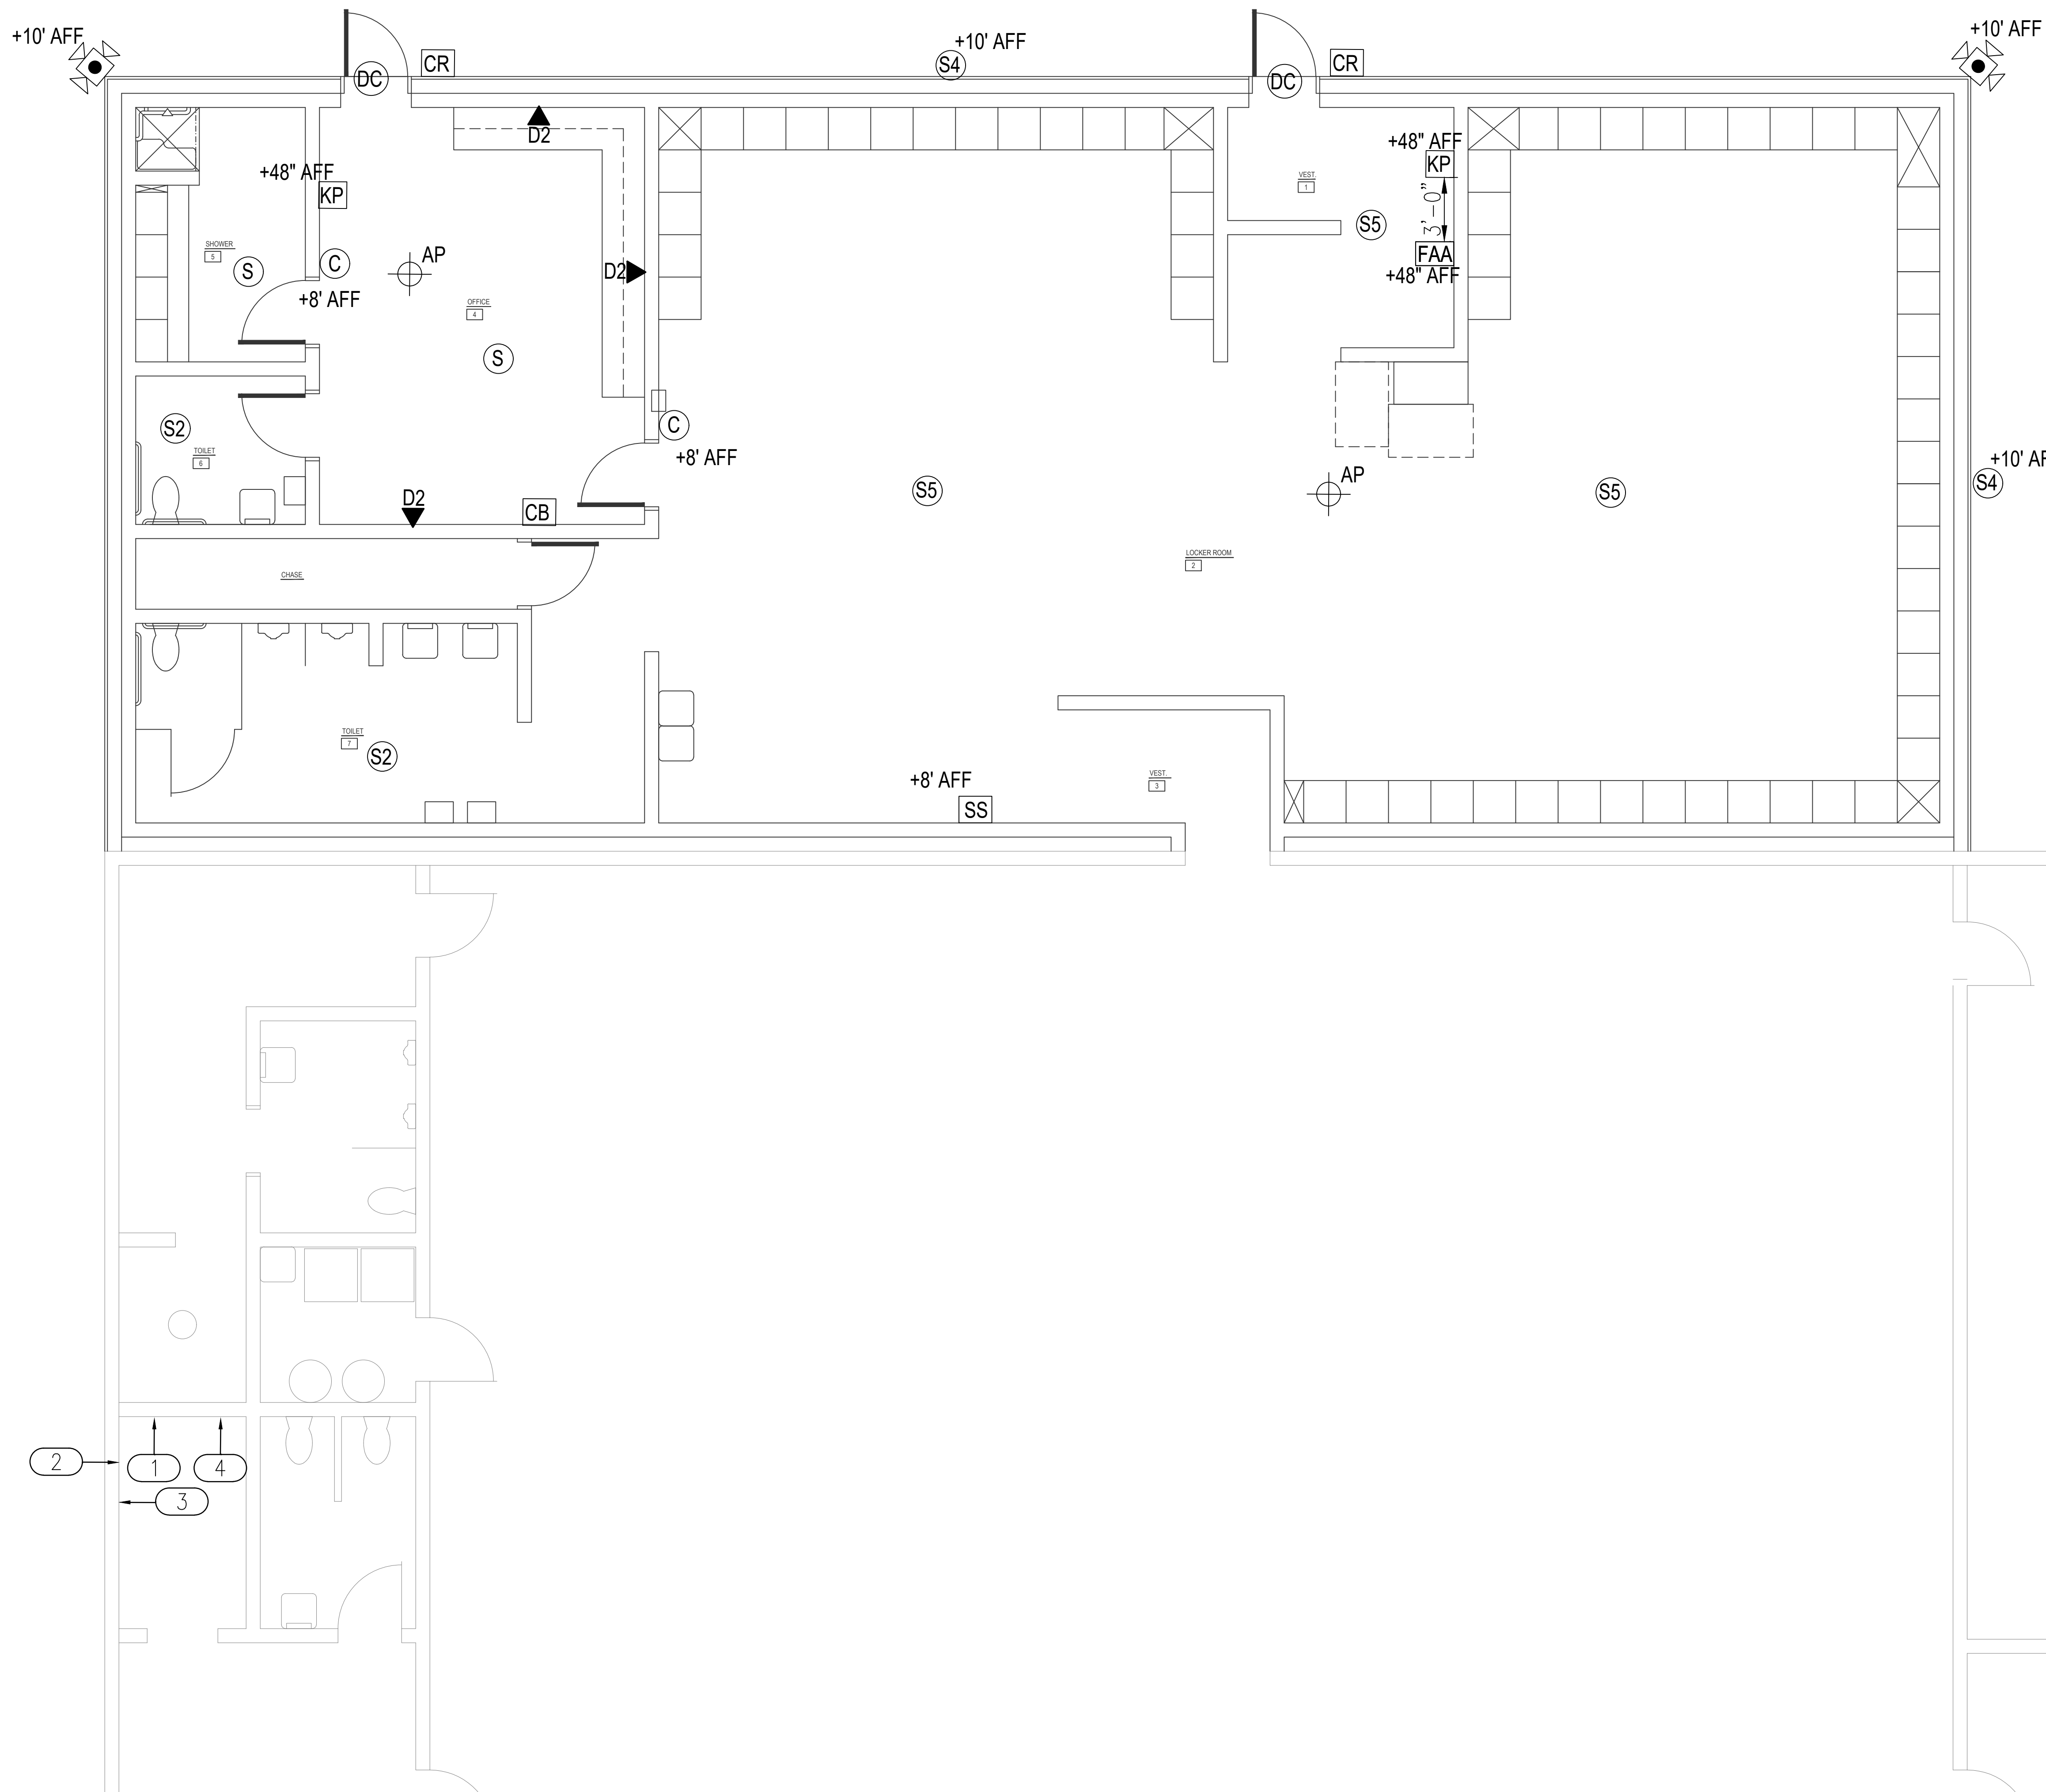 +10' AFF
+10' AFF
+10' AFF
DC
CR
S4
DC
CR
D2
+48" AFF
KP
+48" AFF
KP
VEST.
1
3'-0"
S5
FAA
+48" AFF
SHOWER
5
S
C
+8' AFF
AP
D2
OFFICE
4
S
S2
TOILET
6
C
+8' AFF
D2
CB
S5
AP
S5
+10' AF
S4
LOCKER ROOM
2
CHASE
TOILET
7
S2
+8' AFF
SS
VEST.
3
2
1
4
3